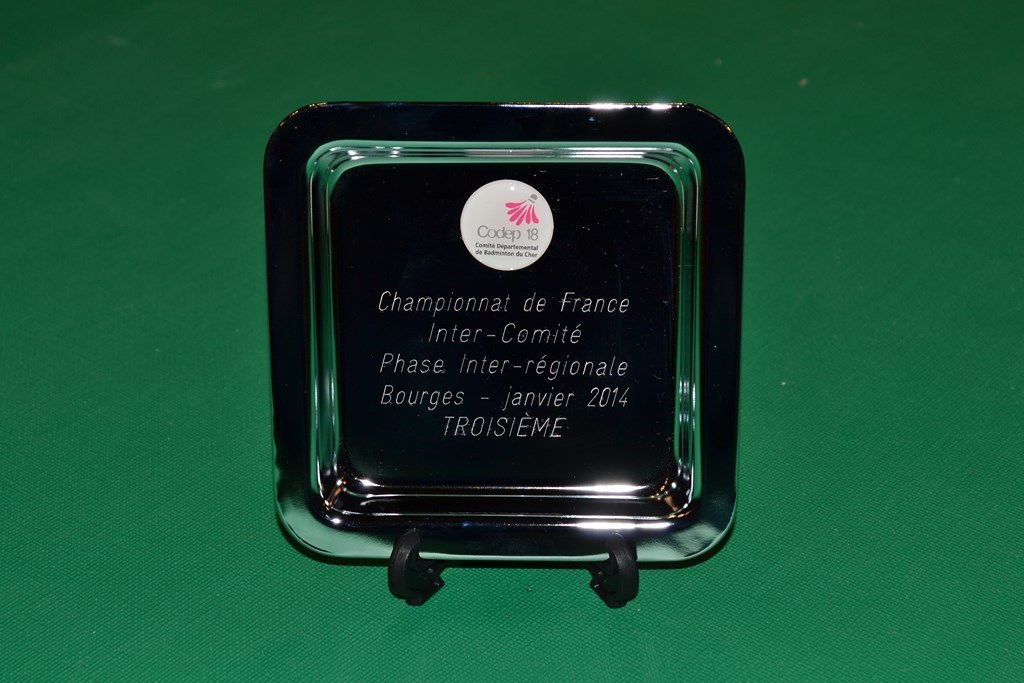 Codep 18
Comité Départemental
de Badminton du Cher
Championnat de France
Inter-Comité
Phase Inter-régionale
Bourges - janvier 2014
TROISIÈME